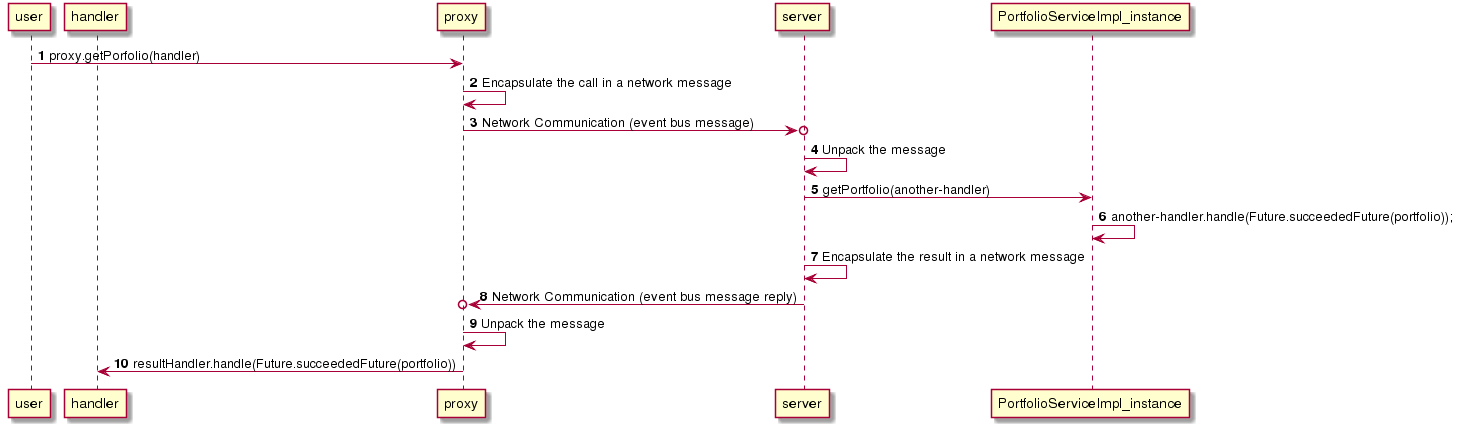 user handler proxy server PortfolioServiceImpl_instance
1 proxy.getPorfolio(handler)
2 Encapsulate the call in a network message
3 Network Communication (event bus message)
4 Unpack the message
5 getPortfolio(another-handler)
6 another-handler.handle(Future.succeededFuture(portfolio));
7 Encapsulate the result in a network message
8 Network Communication (event bus message reply)
9 Unpack the message
10 resultHandler.handle(Future.succeededFuture(portfolio))
user handler proxy server PortfolioServiceImpl_instance